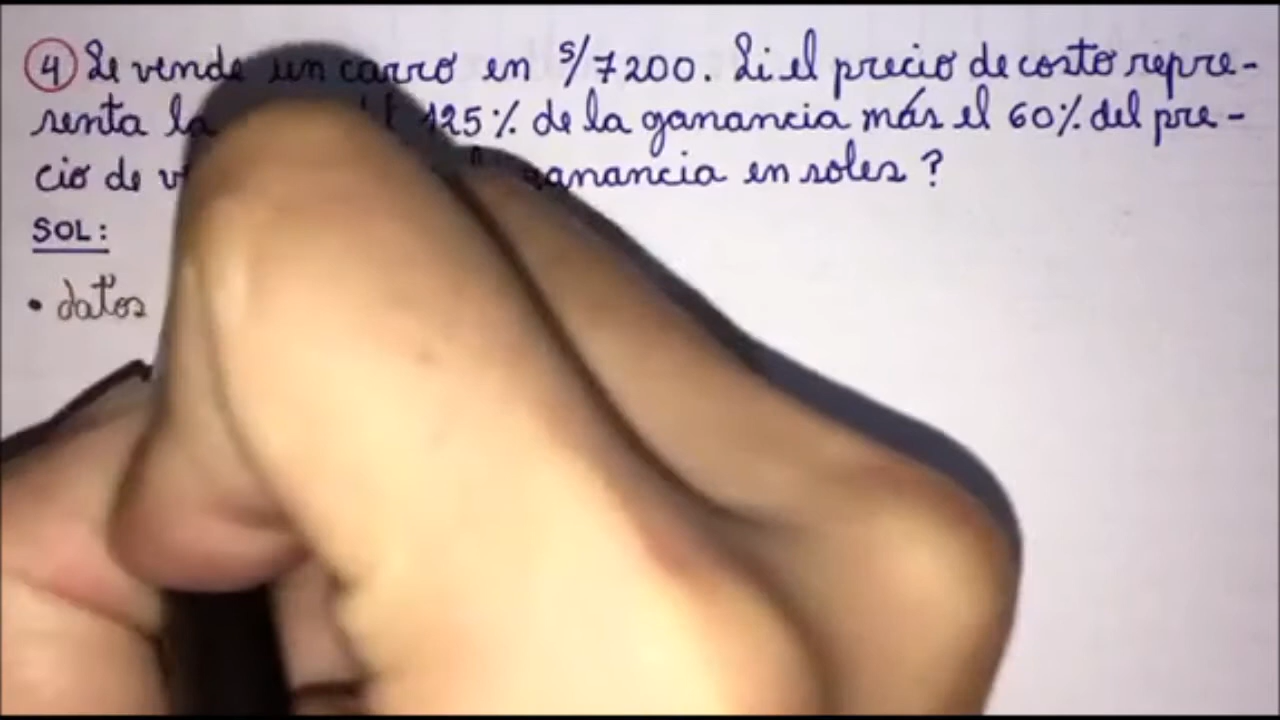 4 Se vende un carro en s/7200. Si el precio de costo repre-
senta la 125% de la ganancia más el 60% del pre-
cio de ganancia en soles?
SOL:
• datos